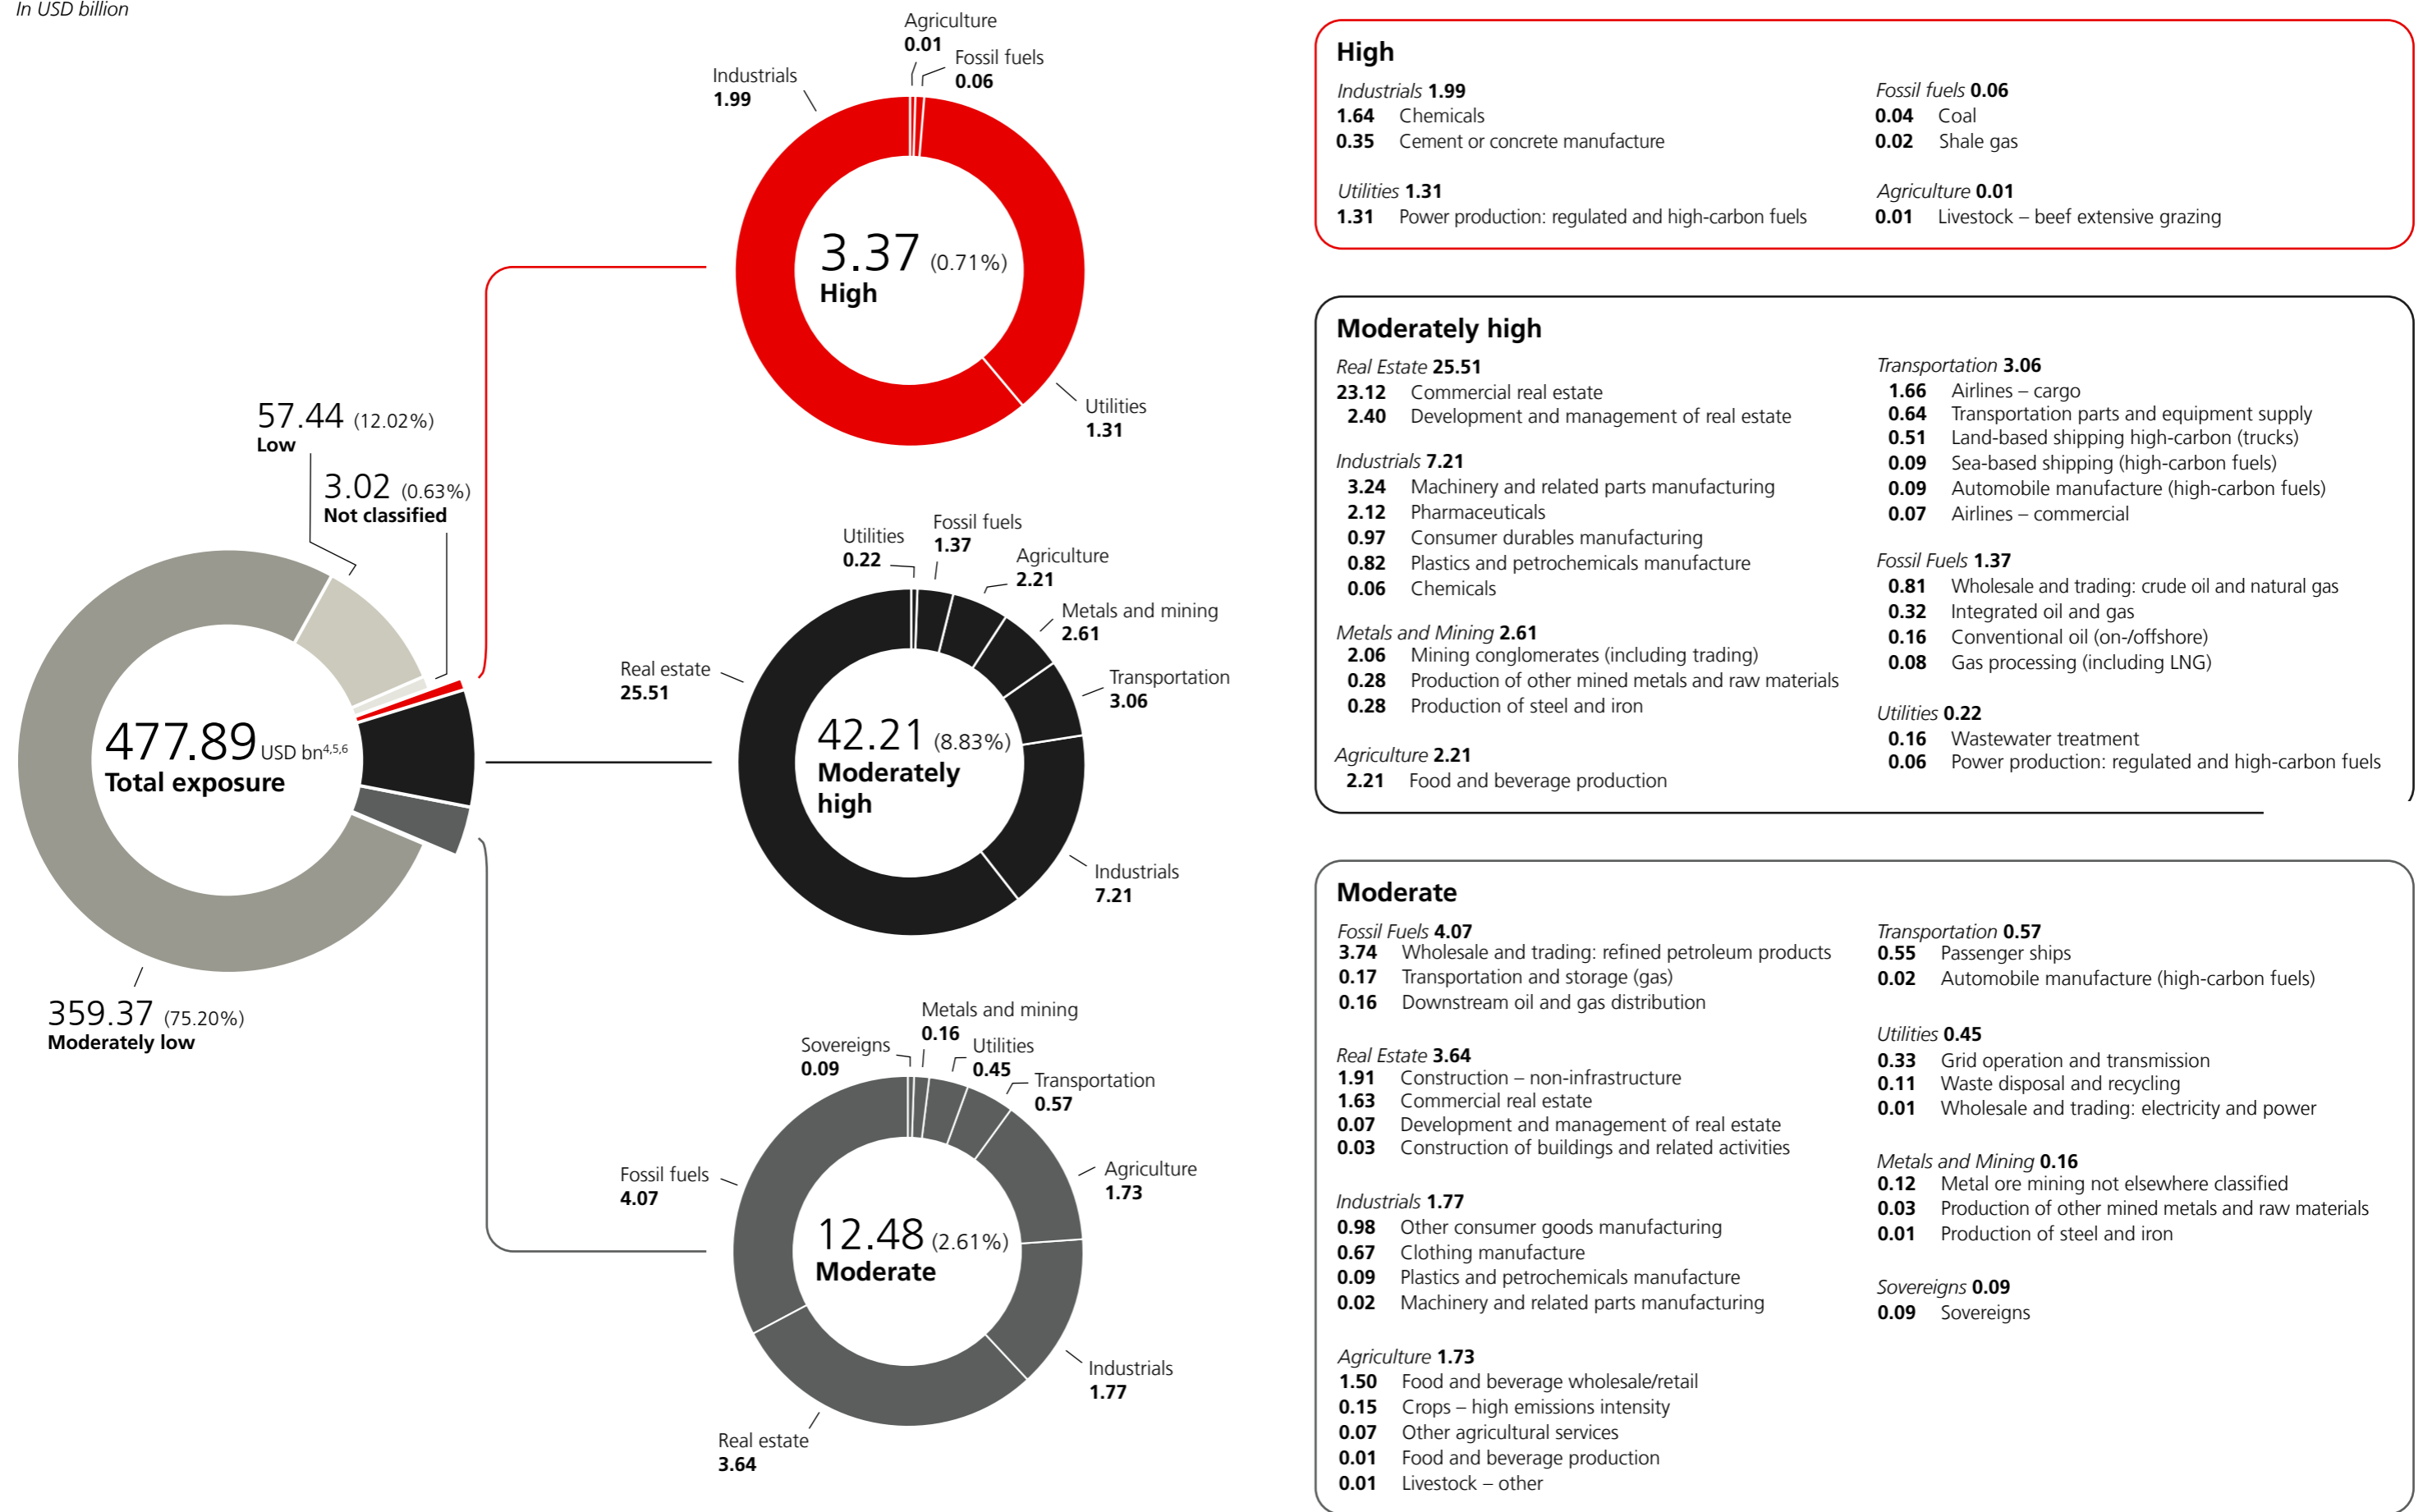 In USD billion
57.44 (12.02%)
Low
3.02 (0.63%)
Not classified
477.89 USD bn4,5,6
Total exposure
359.37 (75.20%)
Moderately low
Agriculture
0.01
Fossil fuels
0.06
Industrials
1.99
3.37 (0.71%)
High
Utilities
1.31
Utilities
0.22
Fossil fuels
1.37
Agriculture
2.21
Metals and mining
2.61
Real estate
25.51
Transportation
3.06
42.21 (8.83%)
Moderately
high
Industrials
7.21
Metals and mining
0.16
Sovereigns
0.09
Utilities
0.45
Transportation
0.57
Fossil fuels
4.07
Agriculture
1.73
12.48 (2.61%)
Moderate
Industrials
1.77
Real estate
3.64
High
Industrials 1.99
1.64 Chemicals
0.35 Cement or concrete manufacture
Utilities 1.31
1.31 Power production: regulated and high-carbon fuels
Fossil fuels 0.06
0.04 Coal
0.02 Shale gas
Agriculture 0.01
0.01 Livestock – beef extensive grazing
Moderately high
Real Estate 25.51
23.12 Commercial real estate
2.40 Development and management of real estate
Industrials 7.21
3.24 Machinery and related parts manufacturing
2.12 Pharmaceuticals
0.97 Consumer durables manufacturing
0.82 Plastics and petrochemicals manufacture
0.06 Chemicals
Metals and Mining 2.61
2.06 Mining conglomerates (including trading)
0.28 Production of other mined metals and raw materials
0.28 Production of steel and iron
Agriculture 2.21
2.21 Food and beverage production
Transportation 3.06
1.66 Airlines – cargo
0.64 Transportation parts and equipment supply
0.51 Land-based shipping high-carbon (trucks)
0.09 Sea-based shipping (high-carbon fuels)
0.09 Automobile manufacture (high-carbon fuels)
0.07 Airlines – commercial
Fossil Fuels 1.37
0.81 Wholesale and trading: crude oil and natural gas
0.32 Integrated oil and gas
0.16 Conventional oil (on-/offshore)
0.08 Gas processing (including LNG)
Utilities 0.22
0.16 Wastewater treatment
0.06 Power production: regulated and high-carbon fuels
Moderate
Fossil Fuels 4.07
3.74 Wholesale and trading: refined petroleum products
0.17 Transportation and storage (gas)
0.16 Downstream oil and gas distribution
Real Estate 3.64
1.91 Construction – non-infrastructure
1.63 Commercial real estate
0.07 Development and management of real estate
0.03 Construction of buildings and related activities
Industrials 1.77
0.98 Other consumer goods manufacturing
0.67 Clothing manufacture
0.09 Plastics and petrochemicals manufacture
0.02 Machinery and related parts manufacturing
Agriculture 1.73
1.50 Food and beverage wholesale/retail
0.15 Crops – high emissions intensity
0.07 Other agricultural services
0.01 Food and beverage production
0.01 Livestock – other
Transportation 0.57
0.55 Passenger ships
0.02 Automobile manufacture (high-carbon fuels)
Utilities 0.45
0.33 Grid operation and transmission
0.11 Waste disposal and recycling
0.01 Wholesale and trading: electricity and power
Metals and Mining 0.16
0.12 Metal ore mining not elsewhere classified
0.03 Production of other mined metals and raw materials
0.01 Production of steel and iron
Sovereigns 0.09
0.09 Sovereigns